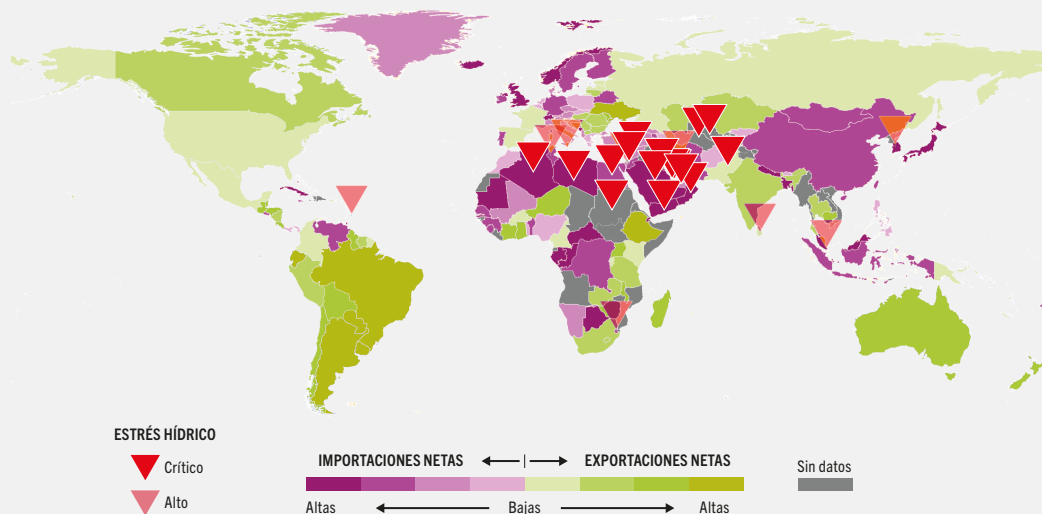 ESTRÉS HÍDRICO
Crítico
Alto
IMPORTACIONES NETAS
EXPORTACIONES NETAS
Altas
Bajas
Altas
Sin datos